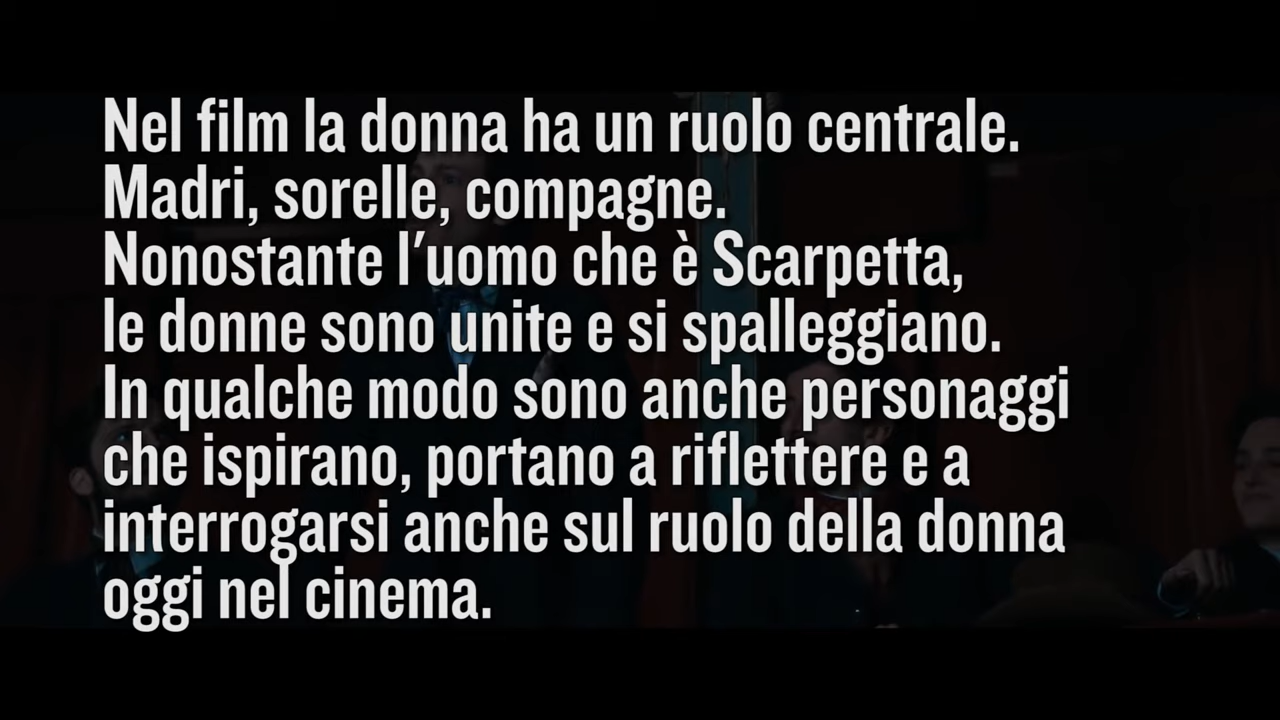 Nel film la donna ha un ruolo centrale.
Madri, sorelle, compagne.
Nonostante l'uomo che è Scarpetta,
le donne sono unite e si spalleggiano.
In qualche modo sono anche personaggi
che ispirano, portano a riflettere e a
interrogarsi anche sul ruolo della donna
oggi nel cinema.